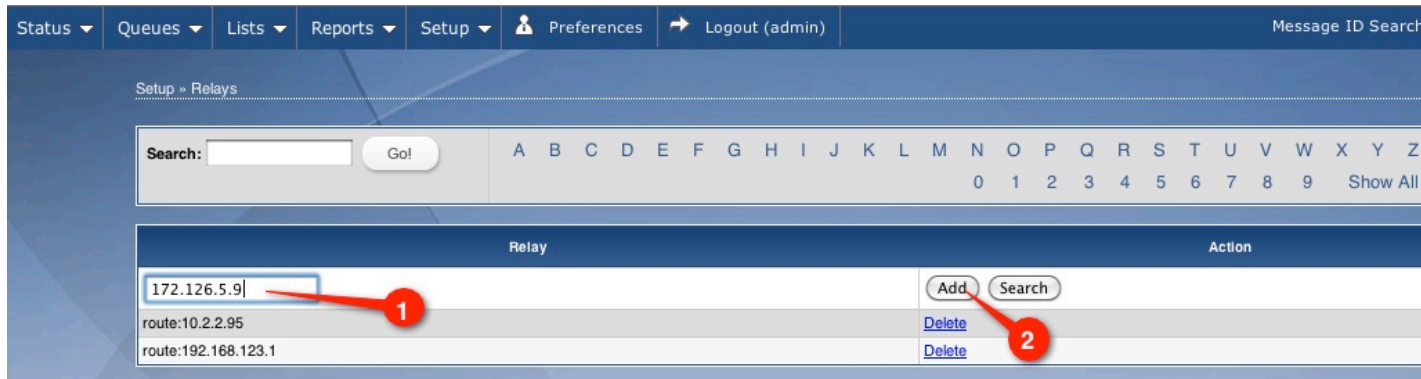 Status Queues Lists Reports Setup Preferences Logout (admin) Message ID Search
Setup » Relays
Search: Go! A B C D E F G H I J K L M N O P Q R S T U V W X Y Z
0 1 2 3 4 5 6 7 8 9 Show All
Relay Action
172.126.5.9 1 Add Search
route:10.2.2.95 Delete 2
route:192.168.123.1 Delete